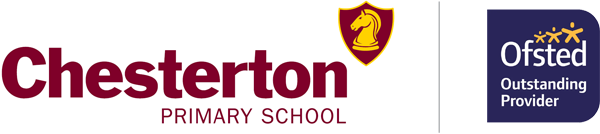 Chesterton
PRIMARY SCHOOL
Ofsted
Outstanding
Provider